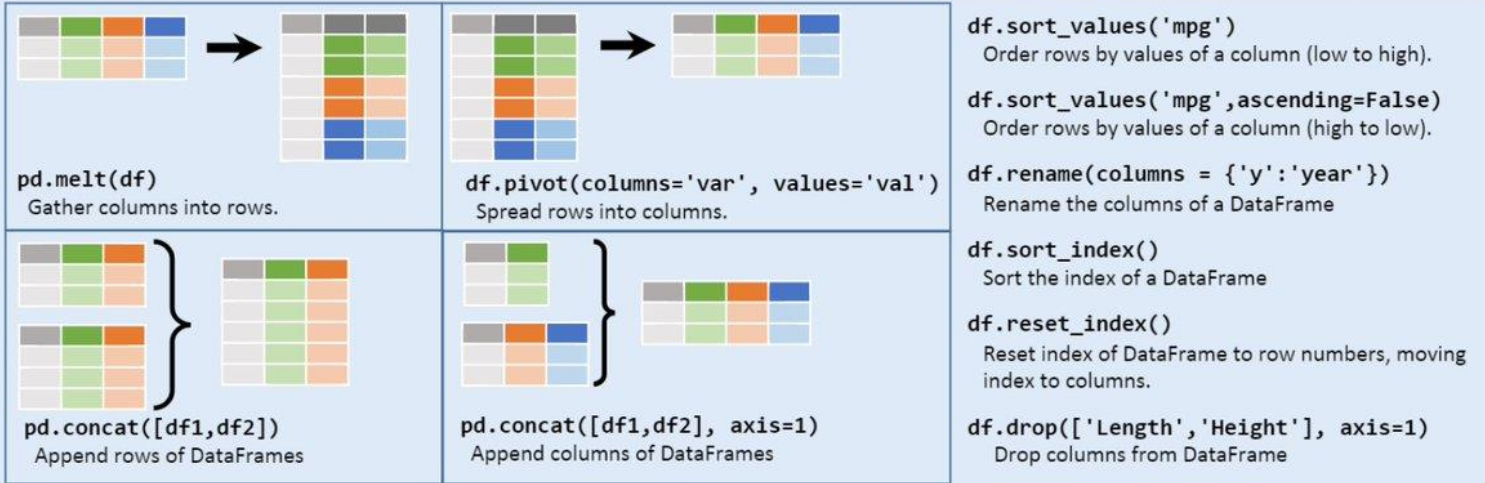 pd.melt(df)
Gather columns into rows.
df.pivot(columns='var', values='val')
Spread rows into columns.
pd.concat([df1,df2])
Append rows of DataFrames
pd.concat([df1,df2], axis=1)
Append columns of DataFrames
df.sort_values('mpg')
Order rows by values of a column (low to high).
df.sort_values('mpg',ascending=False)
Order rows by values of a column (high to low).
df.rename(columns = {'y':'year'})
Rename the columns of a DataFrame
df.sort_index()
Sort the index of a DataFrame
df.reset_index()
Reset index of DataFrame to row numbers, moving
index to columns.
df.drop(['Length','Height'], axis=1)
Drop columns from DataFrame